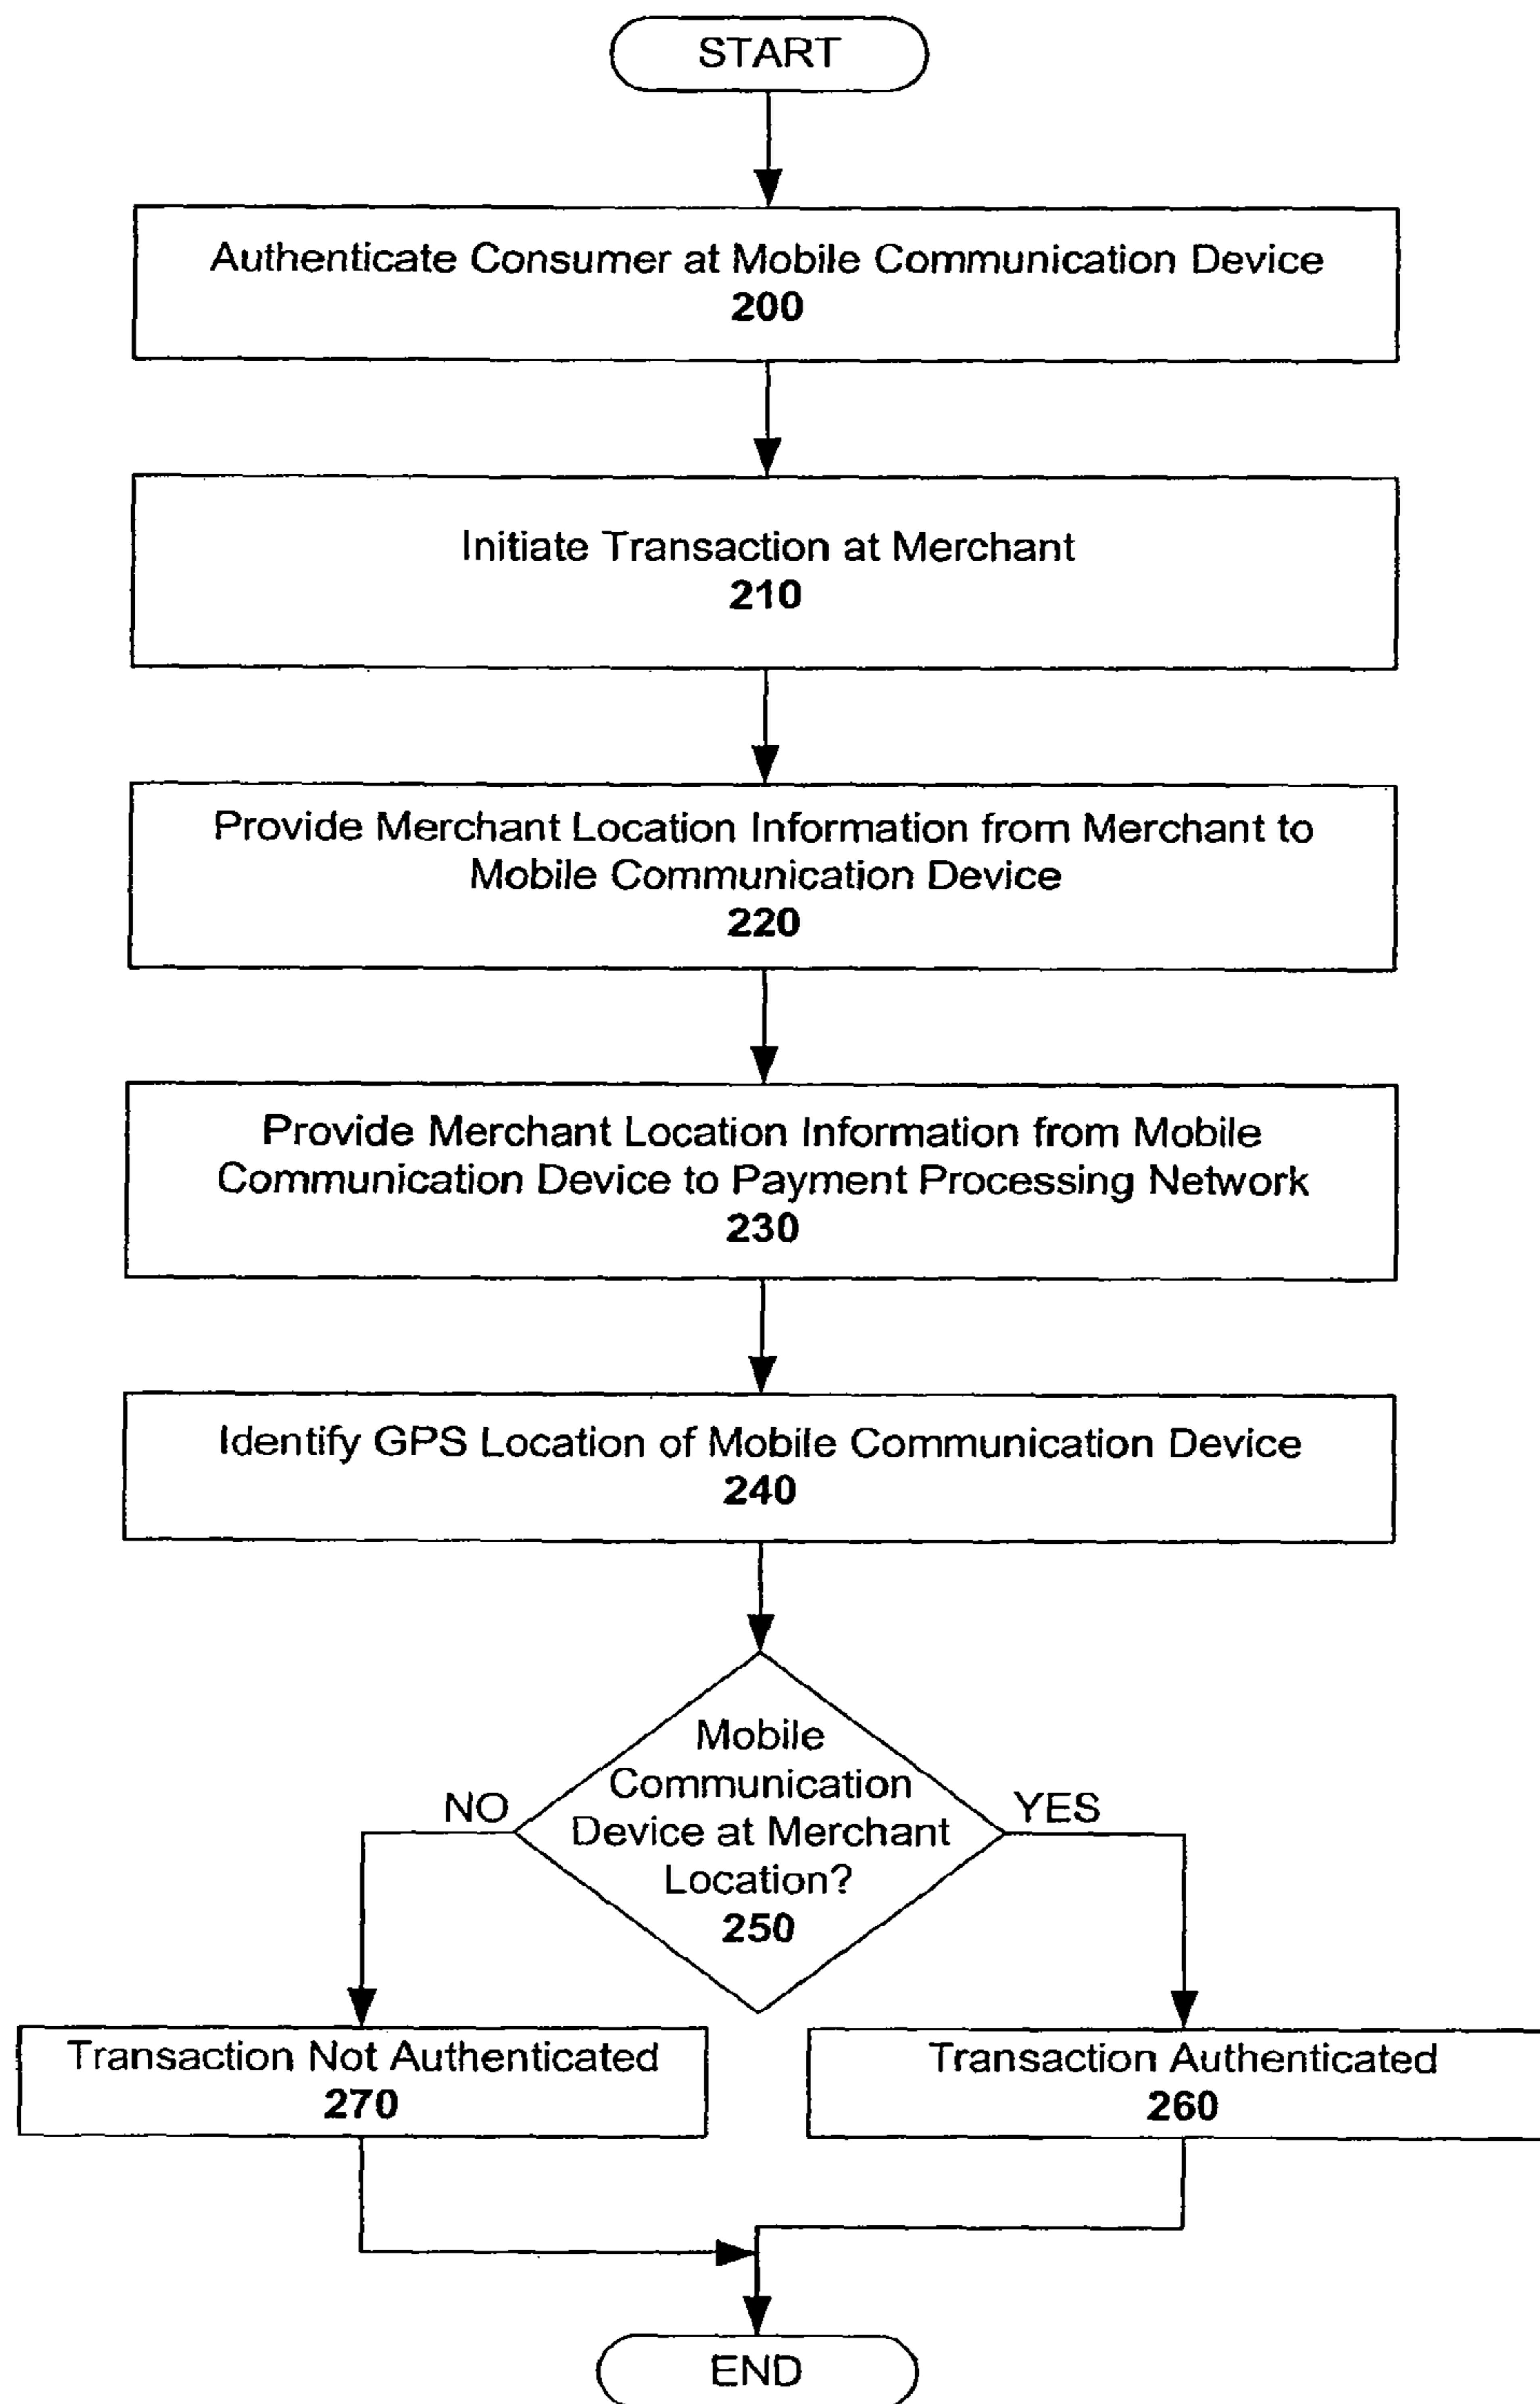 START
Authenticate Consumer at Mobile Communication Device
200
Initiate Transaction at Merchant
210
Provide Merchant Location Information from Merchant to
Mobile Communication Device
220
Provide Merchant Location Information from Mobile
Communication Device to Payment Processing Network
230
Identify GPS Location of Mobile Communication Device
240
Mobile
Communication
Device at Merchant
Location?
250
NO
YES
Transaction Not Authenticated
270
Transaction Authenticated
260
END